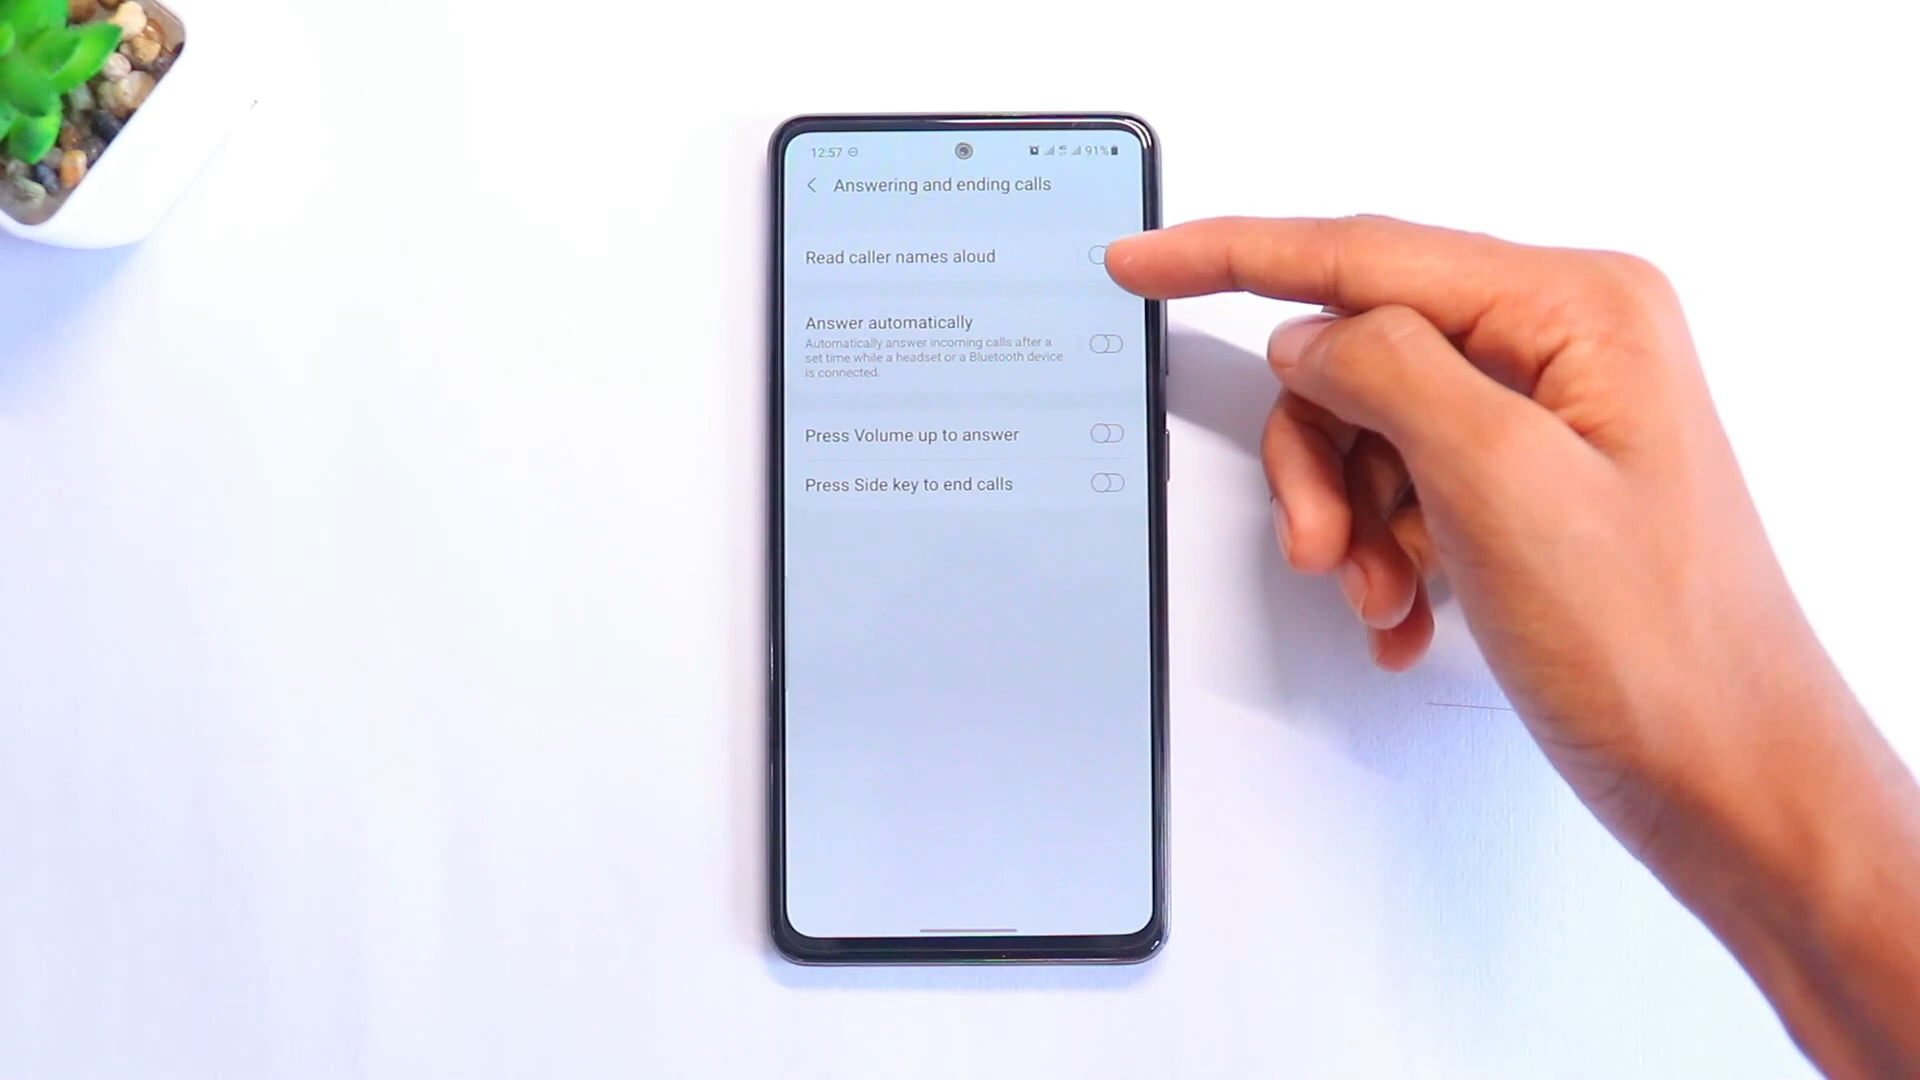 12:57 91%
Answering and ending calls
Read caller names aloud
Answer automatically
Automatically answer incoming calls after a
set time while a headset or a Bluetooth device
is connected.
Press Volume up to answer
Press Side key to end calls